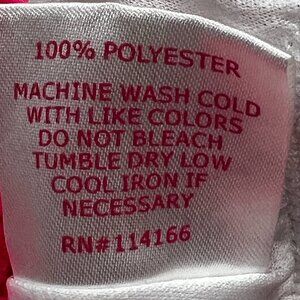 100% POLYESTER
MACHINE WASH COLD
WITH LIKE COLORS
DO NOT BLEACH
TUMBLE DRY LOW
COOL IRON IF
NECESSARY
RN#114166